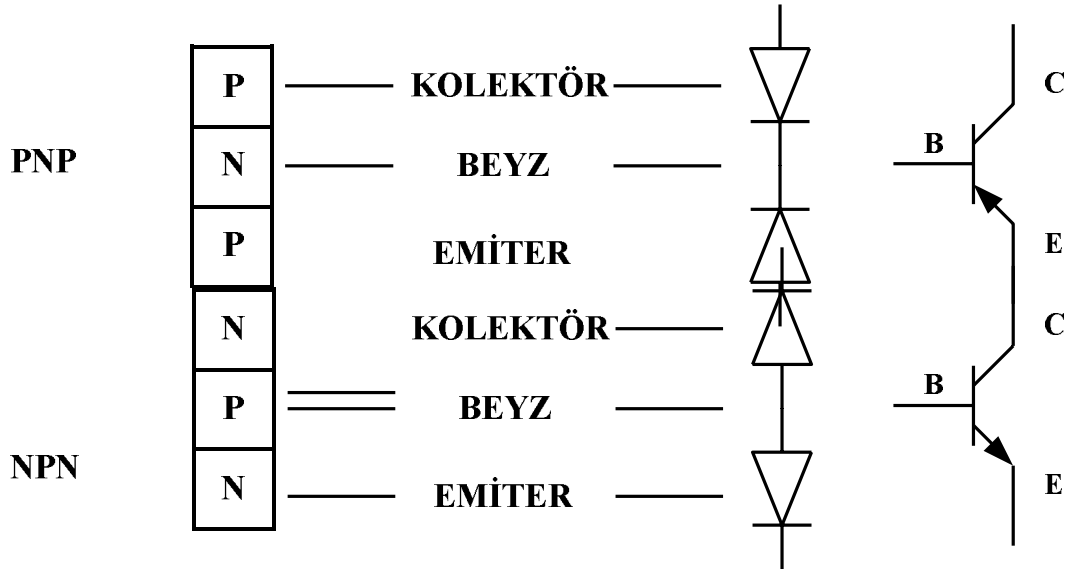 P KOLEKTÖR C
PNP N BEYZ B
P EMİTER E
N KOLEKTÖR C
P BEYZ B
NPN N EMİTER E